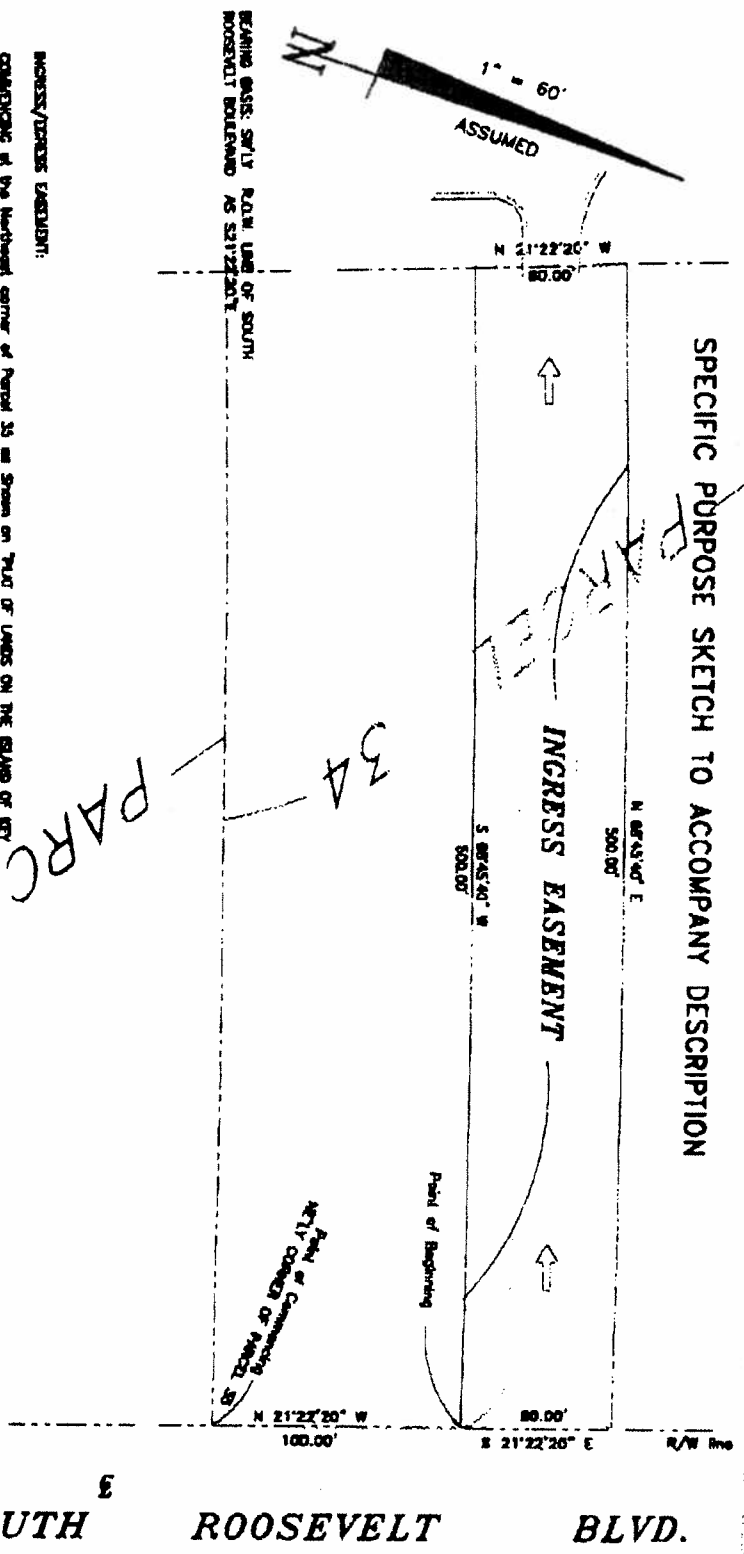 SPECIFIC PURPOSE SKETCH TO ACCOMPANY DESCRIPTION
1" = 60'
ASSUMED
N
BEARING BASIS: SW'LY R.O.W. LINE OF SOUTH
ROOSEVELT BOULEVARD AS S21°22'20"E
N 21°22'20" W
80.00'
PARCEL
N 68°45'40" E
500.00'
INGRESS EASEMENT
S 68°45'40" W
500.00'
34
PARC
Point of Beginning
Point of Commencing
NE'LY CORNER OF PARCEL
N 21°22'20" W
100.00'
80.00'
S 21°22'20" E
R/W line
INGRESS/EGRESS EASEMENT:
COMMENCING at the Northeast corner of Parcel 35 as Shown on "PLAT OF LANDS ON THE ISLAND OF KEY
UTH ROOSEVELT BLVD.